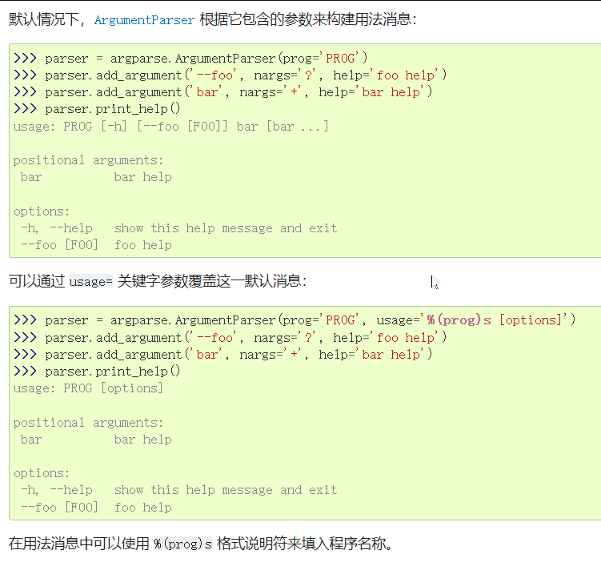 默认情况下，ArgumentParser 根据它包含的参数来构建用法消息：
>>> parser = argparse.ArgumentParser(prog='PROG')
>>> parser.add_argument('--foo', nargs='?', help='foo help')
>>> parser.add_argument('bar', nargs='+', help='bar help')
>>> parser.print_help()
usage: PROG [-h] [--foo [FOO]] bar [bar ...]
positional arguments:
bar bar help
options:
-h, --help show this help message and exit
--foo [FOO] foo help
可以通过 usage= 关键字参数覆盖这一默认消息：
>>> parser = argparse.ArgumentParser(prog='PROG', usage='%(prog)s [options]')
>>> parser.add_argument('--foo', nargs='?', help='foo help')
>>> parser.add_argument('bar', nargs='+', help='bar help')
>>> parser.print_help()
usage: PROG [options]
positional arguments:
bar bar help
options:
-h, --help show this help message and exit
--foo [FOO] foo help
在用法消息中可以使用 %(prog)s 格式说明符来填入程序名称。